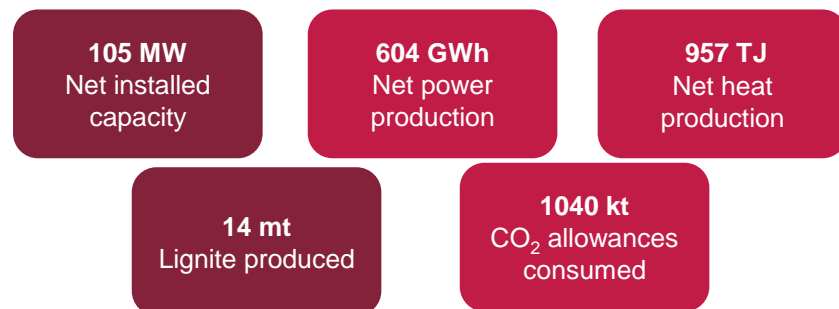 105 MW
Net installed
capacity
604 GWh
Net power
production
957 TJ
Net heat
production
14 mt
Lignite produced
1040 kt
CO₂ allowances
consumed